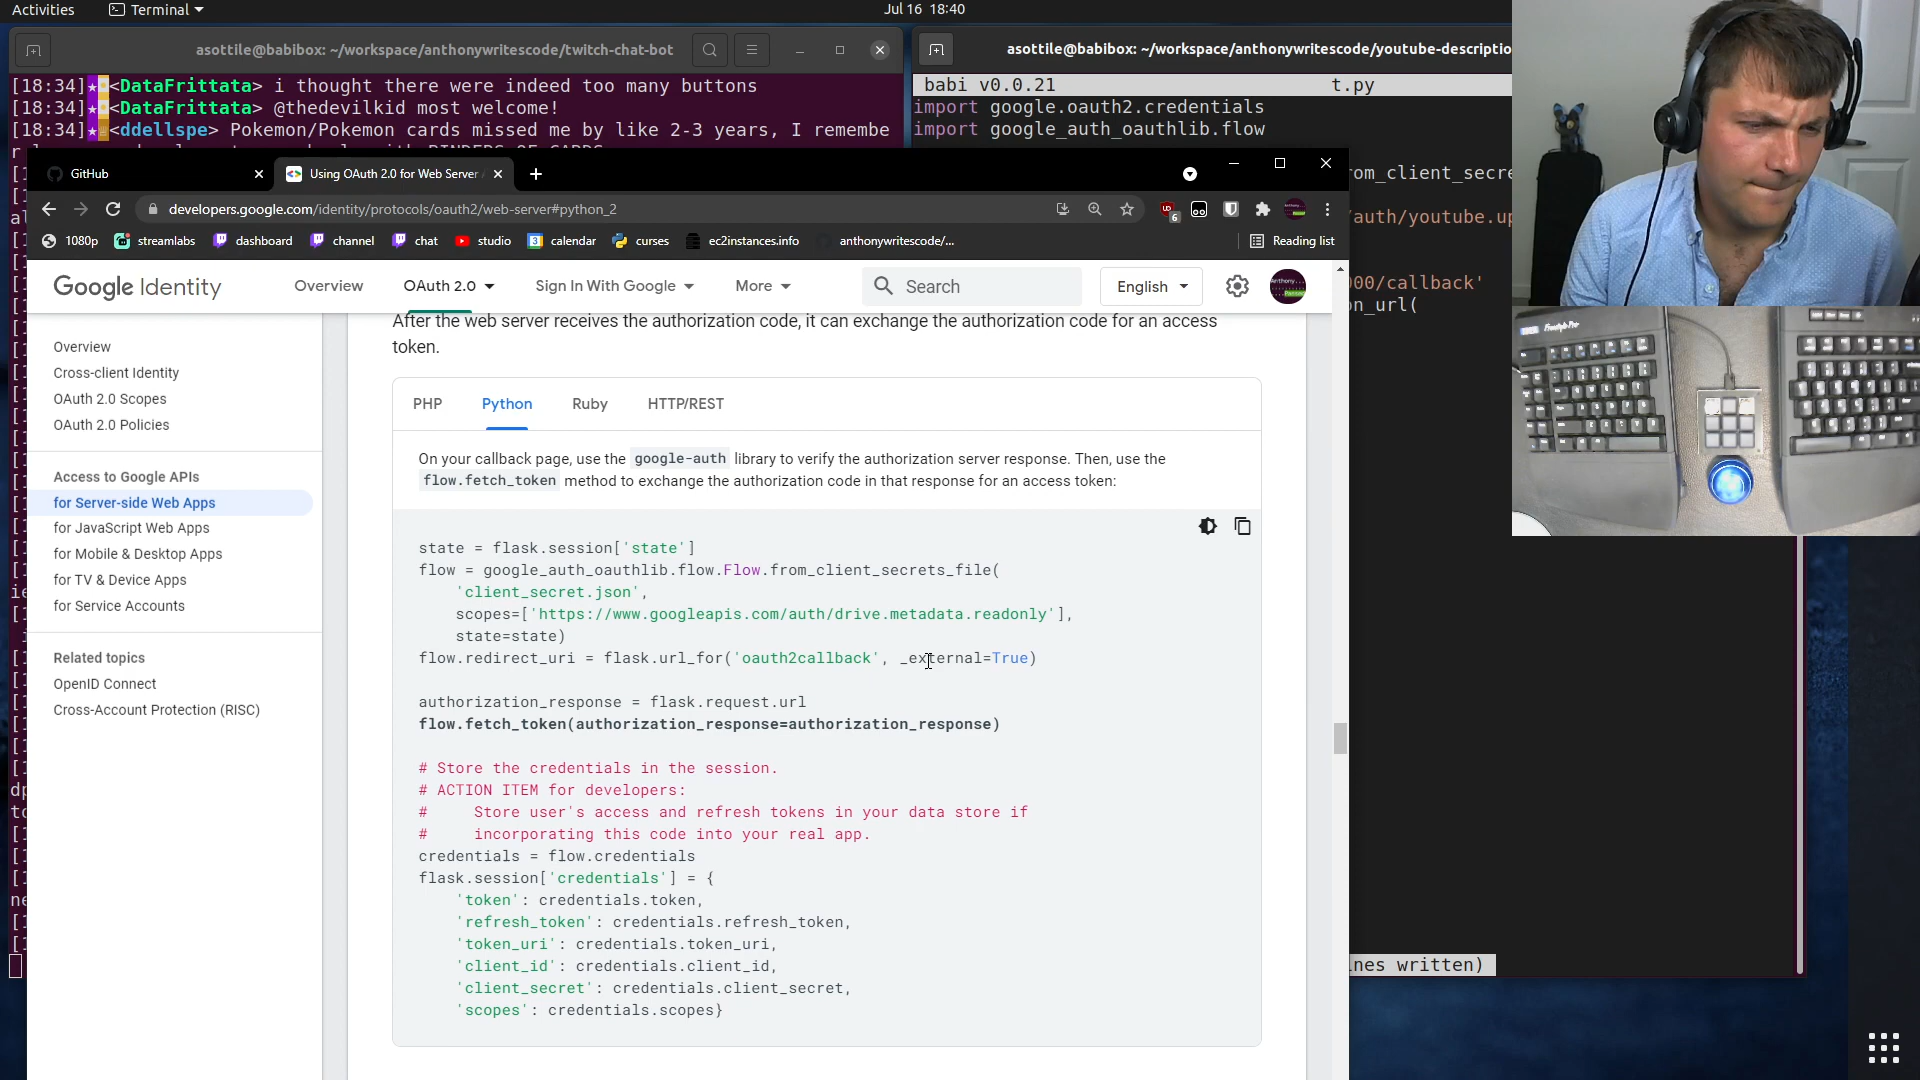 Activities
Terminal
Jul 16 18:40
asottile@babibox: ~/workspace/anthonywritescode/twitch-chat-bot
asottile@babibox: ~/workspace/anthonywritescode/youtube-descriptio
[18:34]★<DataFrittata> i thought there were indeed too many buttons
[18:34]★<DataFrittata> @thedevilkid most welcome!
[18:34]★<ddellspe> Pokemon/Pokemon cards missed me by like 2-3 years, I remembe
babi v0.0.21 t.py
import google.oauth2.credentials
import google_auth_oauthlib.flow
rom_client_secre
/auth/youtube.up
00/callback'
on_url(
nes written)
GitHub
Using OAuth 2.0 for Web Server
developers.google.com/identity/protocols/oauth2/web-server#python_2
6
1080p
streamlabs
dashboard
channel
chat
studio
calendar
curses
ec2instances.info
anthonywritescode/...
Reading list
Google Identity
Overview
OAuth 2.0
Sign In With Google
More
Search
English
Overview
Cross-client Identity
OAuth 2.0 Scopes
OAuth 2.0 Policies
Access to Google APIs
for Server-side Web Apps
for JavaScript Web Apps
for Mobile & Desktop Apps
for TV & Device Apps
for Service Accounts
Related topics
OpenID Connect
Cross-Account Protection (RISC)
After the web server receives the authorization code, it can exchange the authorization code for an access
token.
PHP
Python
Ruby
HTTP/REST
On your callback page, use the google-auth library to verify the authorization server response. Then, use the
flow.fetch_token method to exchange the authorization code in that response for an access token:
state = flask.session['state']
flow = google_auth_oauthlib.flow.Flow.from_client_secrets_file(
'client_secret.json',
scopes=['https://www.googleapis.com/auth/drive.metadata.readonly'],
state=state)
flow.redirect_uri = flask.url_for('oauth2callback', _external=True)
authorization_response = flask.request.url
flow.fetch_token(authorization_response=authorization_response)
# Store the credentials in the session.
# ACTION ITEM for developers:
#     Store user's access and refresh tokens in your data store if
#     incorporating this code into your real app.
credentials = flow.credentials
flask.session['credentials'] = {
'token': credentials.token,
'refresh_token': credentials.refresh_token,
'token_uri': credentials.token_uri,
'client_id': credentials.client_id,
'client_secret': credentials.client_secret,
'scopes': credentials.scopes}